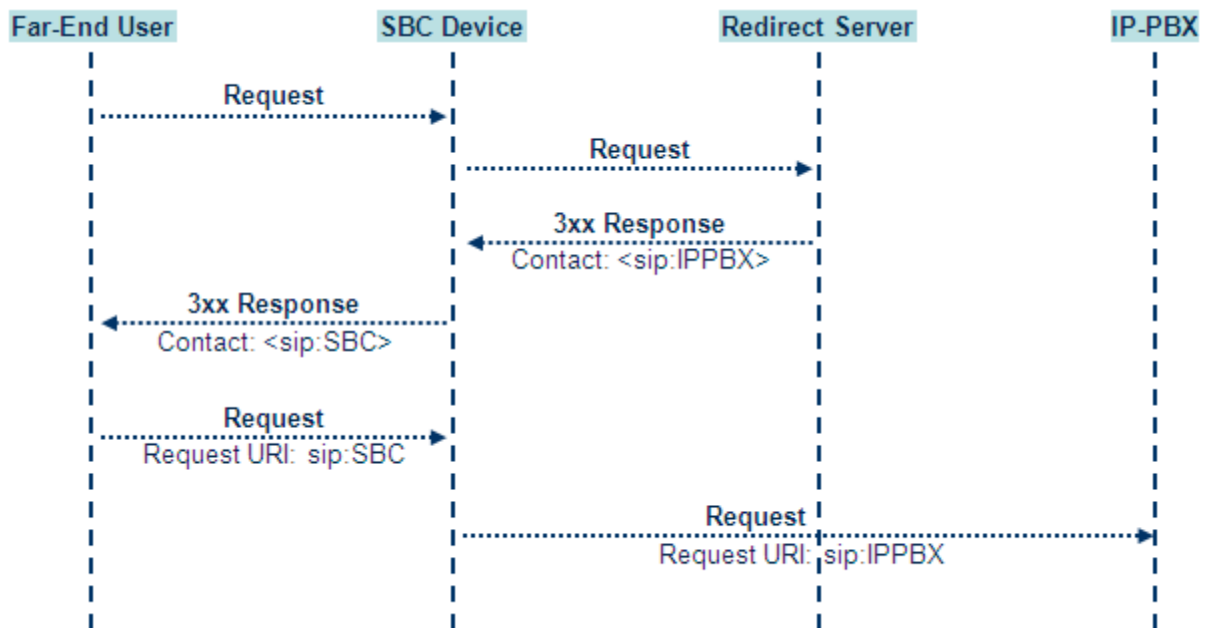 Far-End User SBC Device Redirect Server IP-PBX
Request
Request
3xx Response
Contact: <sip:IPPBX>
3xx Response
Contact: <sip:SBC>
Request
Request URI: sip:SBC
Request
Request URI: sip:IPPBX